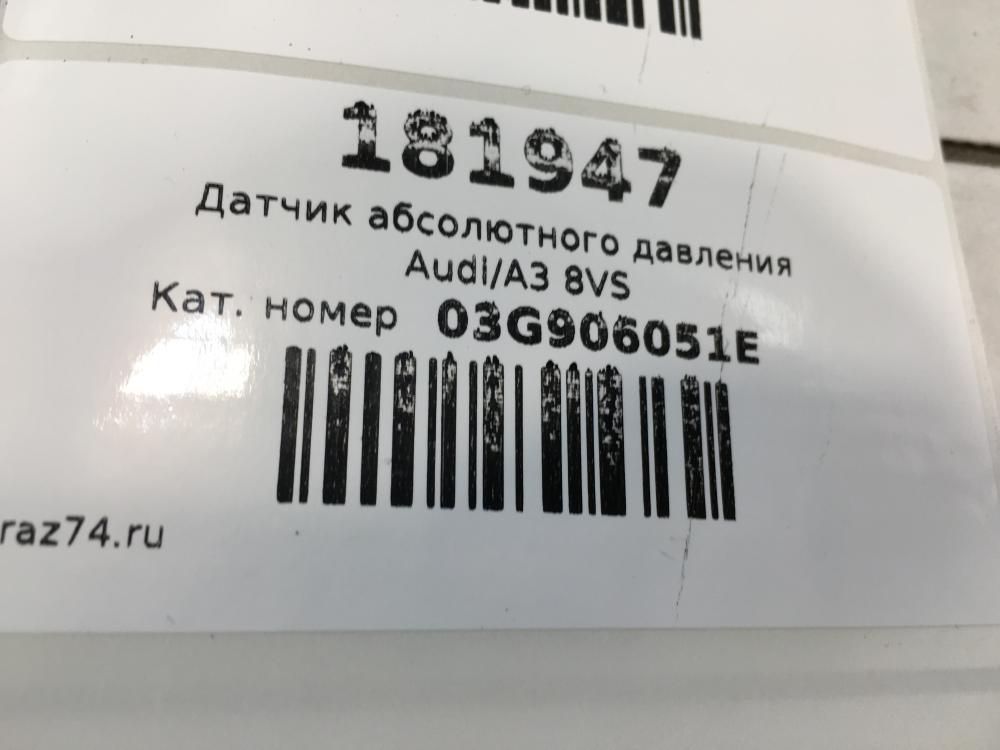 181947
Датчик абсолютного давления
Audi/A3 8VS
Кат. номер 03G906051E
raz74.ru